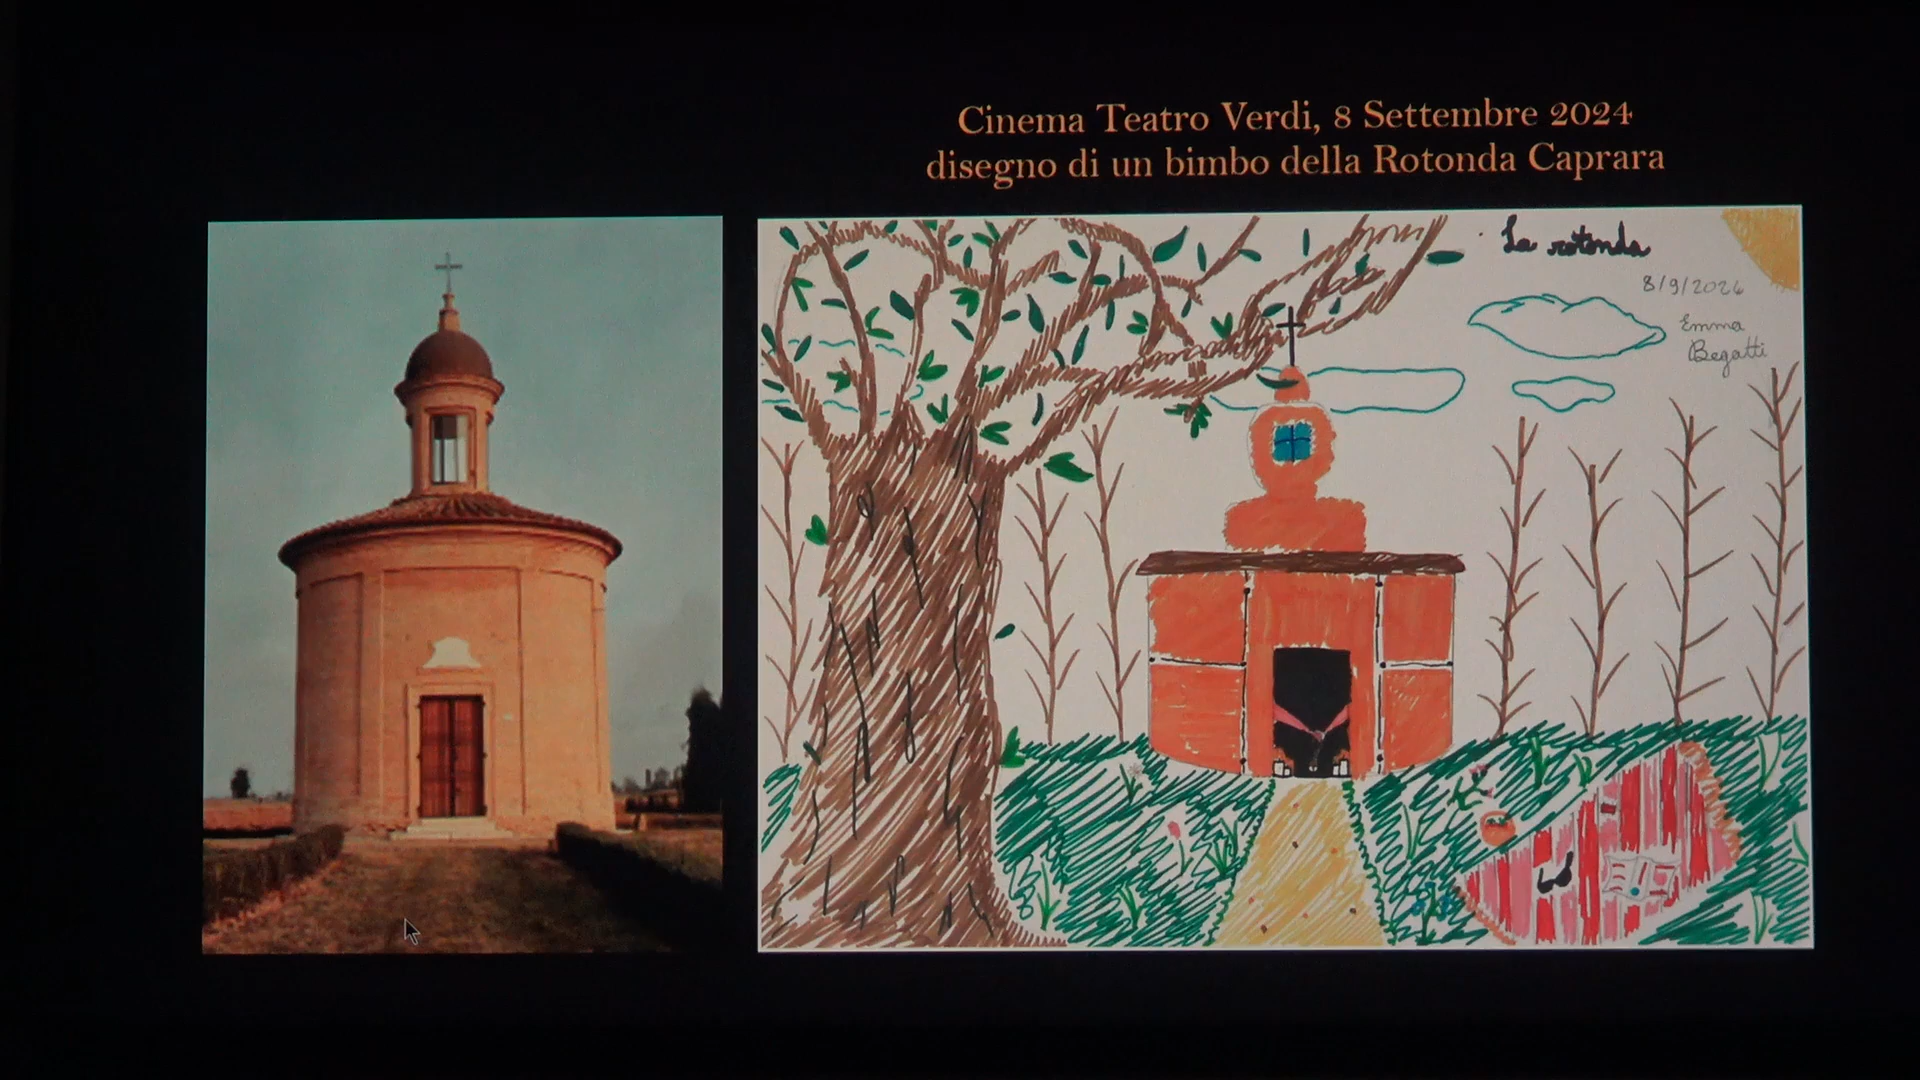 Cinema Teatro Verdi, 8 Settembre 2024
disegno di un bimbo della Rotonda Caprara
La rotonda
8/9/2024
Emma
Begatti